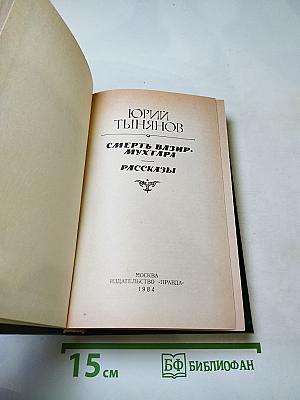 ЮРИЙ
ТЫНЯНОВ
СМЕРТЬ ВАЗИР-
МУХТАРА
РАССКАЗЫ
МОСКВА
ИЗДАТЕЛЬСТВО «ПРАВДА»
1984
15 см
БФ БИБЛИОФАН